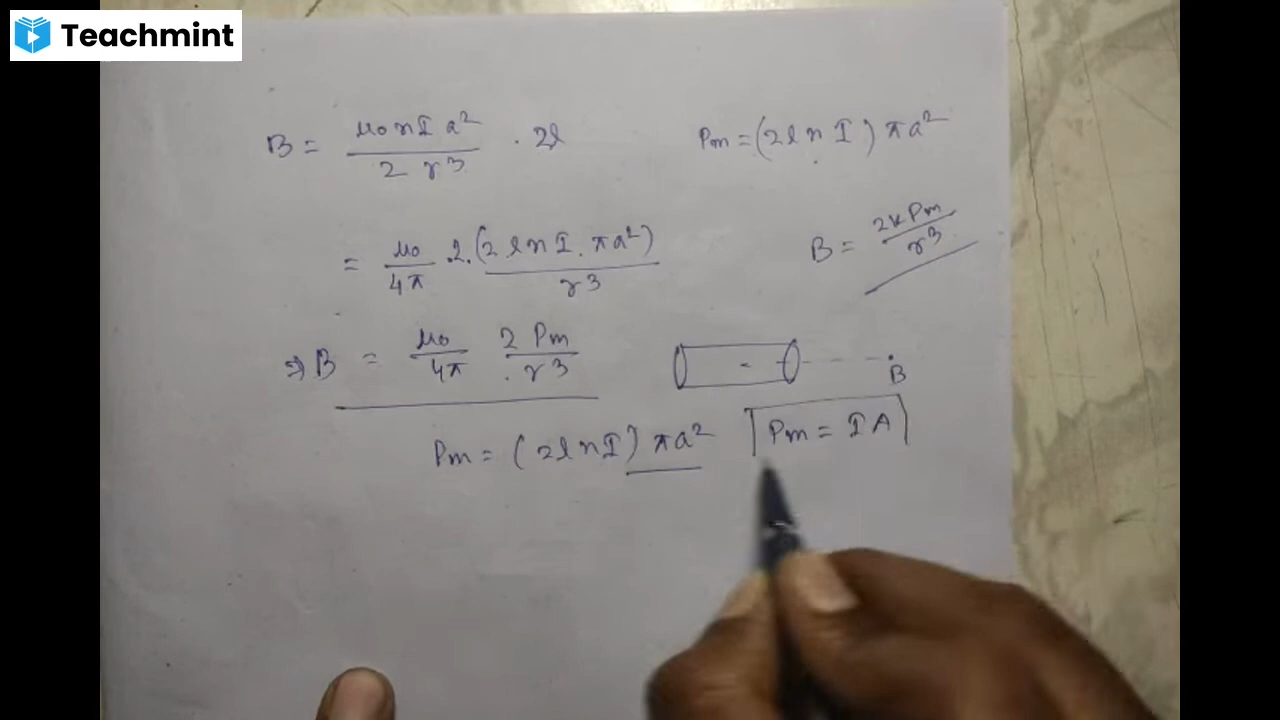 Teachmint
B = μ₀nIa² / 2r³ · 2l
Pm = (2l n I) πa²
= μ₀/4π · 2 · (2lnI · πa²) / r³
B = 2kPm / r³
⇒ B = μ₀/4π 2Pm / r³
B
Pm = (2lnI) πa²
Pm = IA